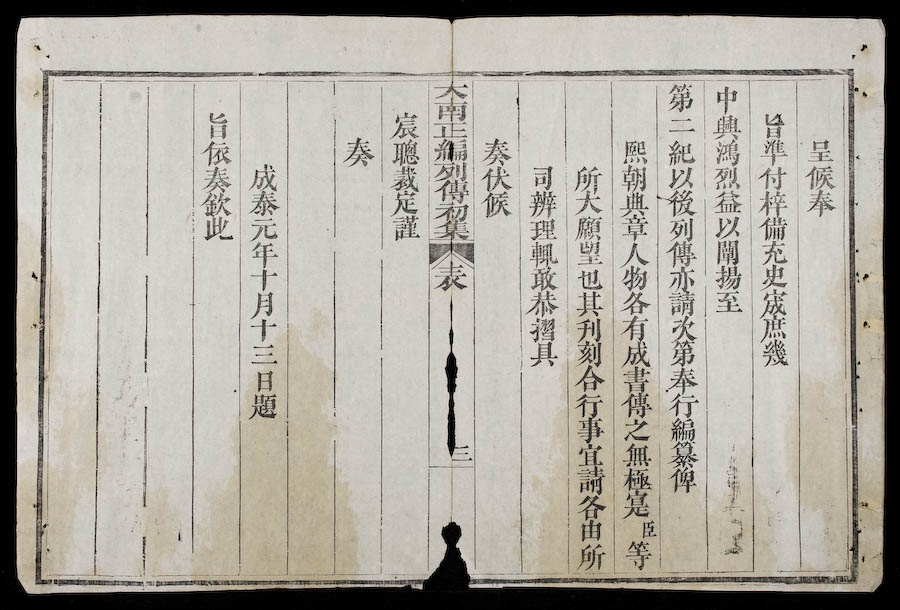 呈候奉
旨準付梓備充史宬庶幾
中興鴻烈益以闡揚至
第二紀以後列傳亦請次第奉行編纂俾
熙朝典章人物各有成書傳之無極寔臣等
所大願望也其刊刻合行事宜請各由所
司辨理輒敢恭摺具
奏伏候
大南正編列傳初集 表 三
宸聰裁定謹
奏
成泰元年十月十三日題
旨依奏欽此